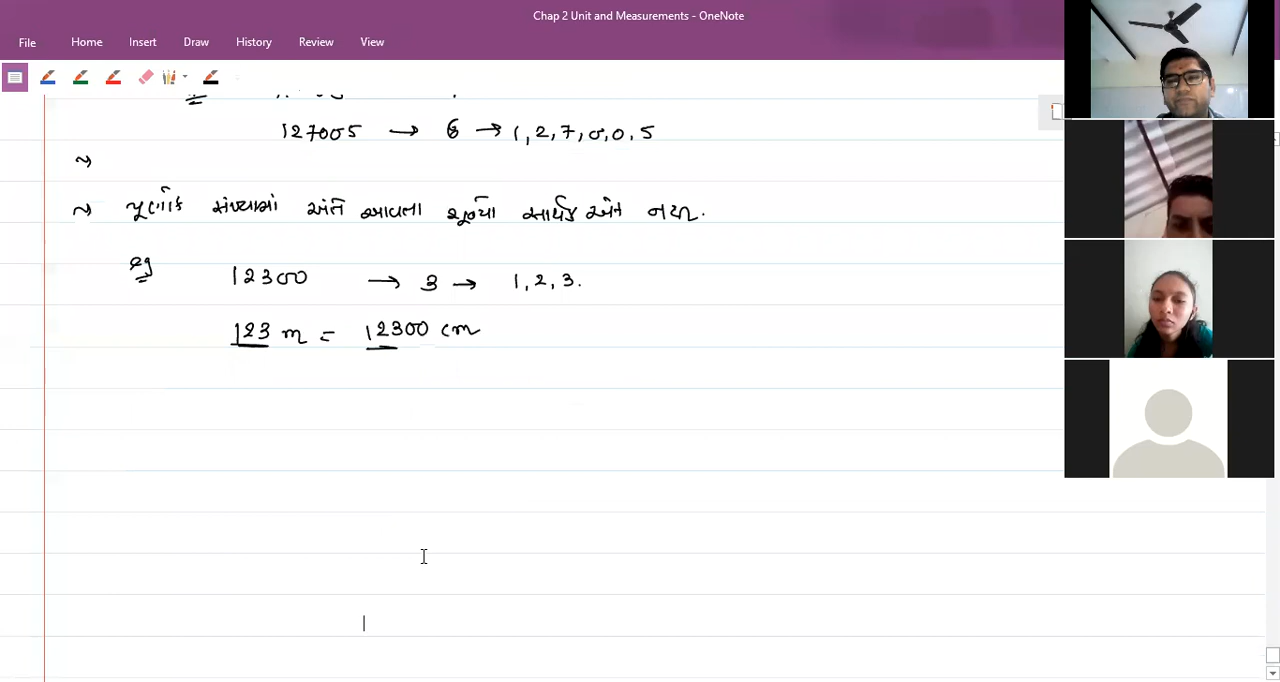 Chap 2 Unit and Measurements - OneNote
File Home Insert Draw History Review View
127005 → 6 → 1, 2, 7, 0, 0, 5
પૂર્ણાંક સંખ્યામાં અંતે આવતા શૂન્યો સાર્થક અંક નથી.
eg 12300 → 3 → 1, 2, 3.
123 m = 12300 cm